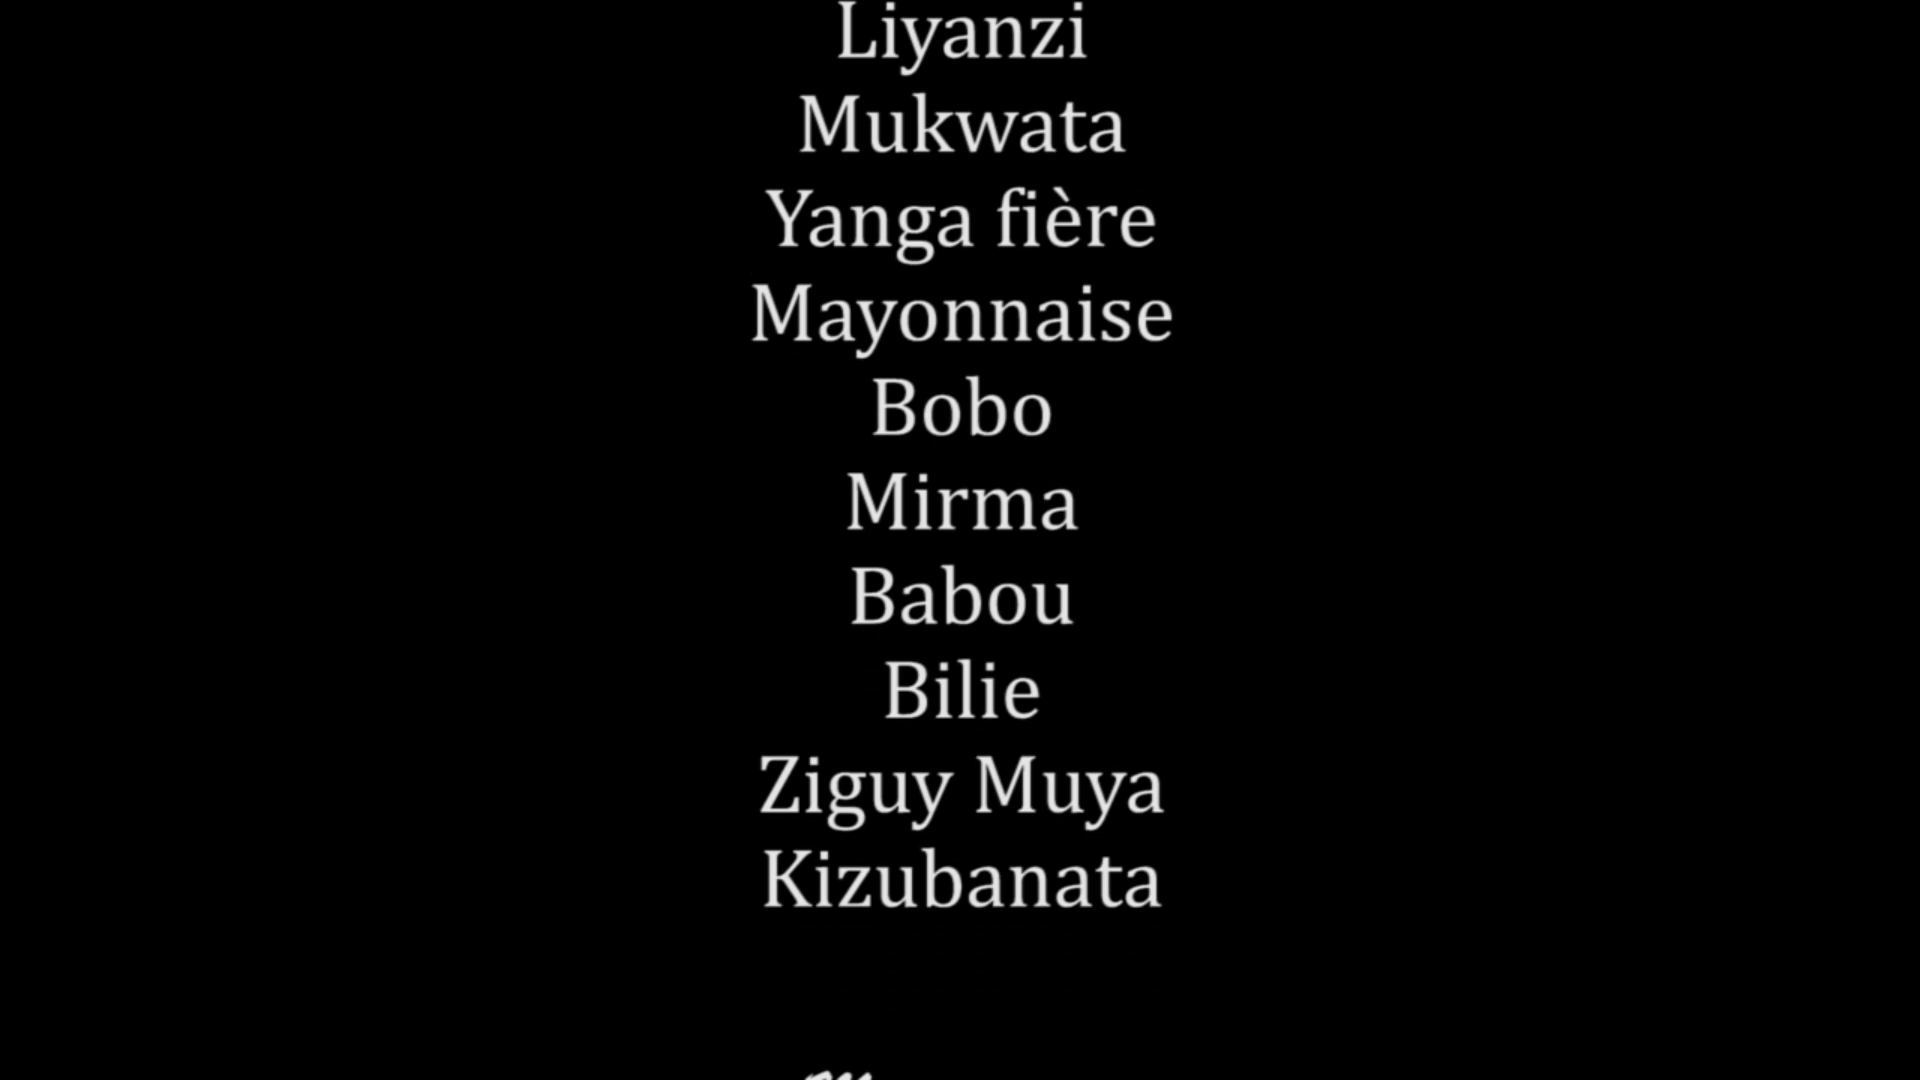 Liyanzi
Mukwata
Yanga fière
Mayonnaise
Bobo
Mirma
Babou
Bilie
Ziguy Muya
Kizubanata